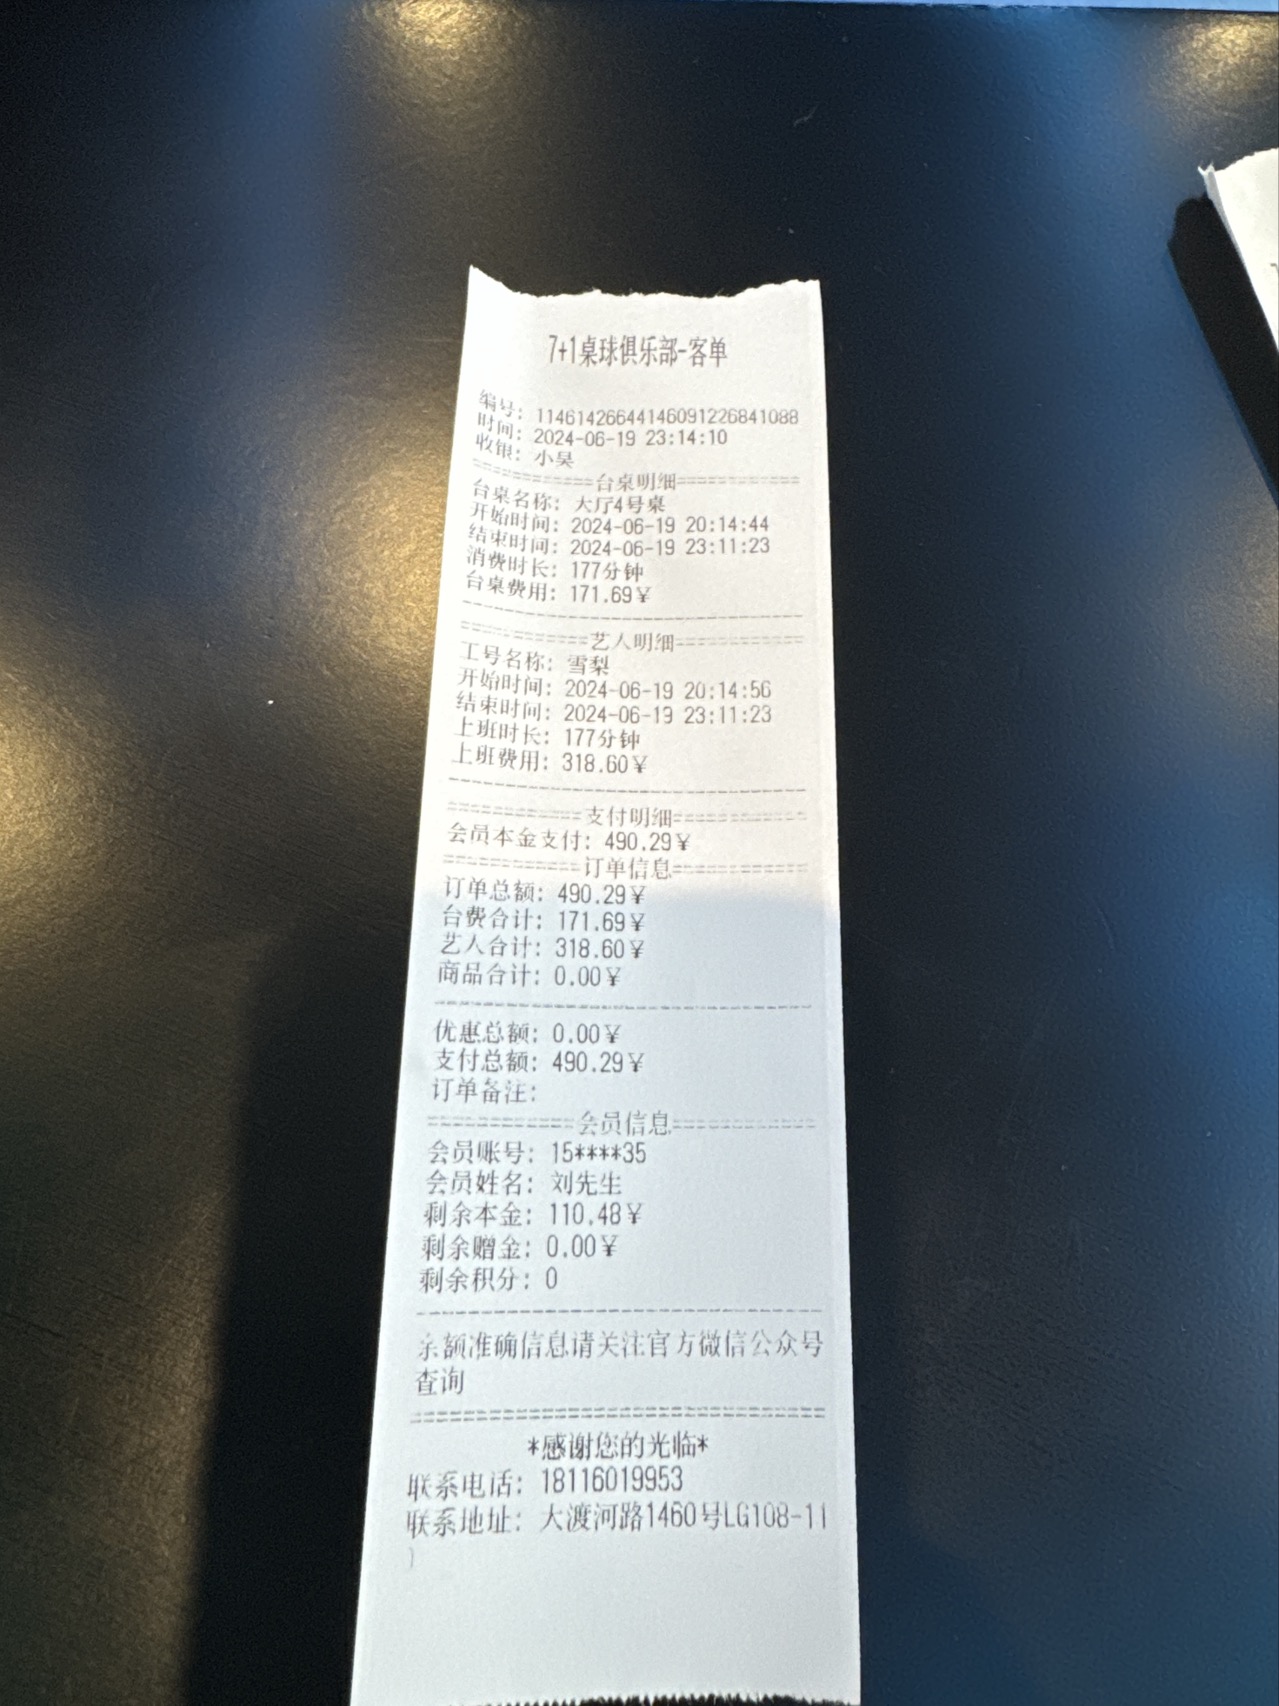 7+1桌球俱乐部-客单
编号: 1146142664414609122684​1088
时间: 2024-06-19 23:14:10
收银: 小昊
==========台桌明细==========
台桌名称: 大厅4号桌
开始时间: 2024-06-19 20:14:44
结束时间: 2024-06-19 23:11:23
消费时长: 177分钟
台桌费用: 171.69¥
------------------------------
==========艺人明细==========
工号名称: 雪梨
开始时间: 2024-06-19 20:14:56
结束时间: 2024-06-19 23:11:23
上班时长: 177分钟
上班费用: 318.60¥
------------------------------
==========支付明细==========
会员本金支付: 490.29¥
==========订单信息==========
订单总额: 490.29¥
台费合计: 171.69¥
艺人合计: 318.60¥
商品合计: 0.00¥
------------------------------
优惠总额: 0.00¥
支付总额: 490.29¥
订单备注:
==========会员信息==========
会员账号: 15****35
会员姓名: 刘先生
剩余本金: 110.48¥
剩余赠金: 0.00¥
剩余积分: 0
------------------------------
余额准确信息请关注官方微信公众号
查询
==============================
*感谢您的光临*
联系电话: 18116019953
联系地址: 大渡河路1460号LG108-11
)